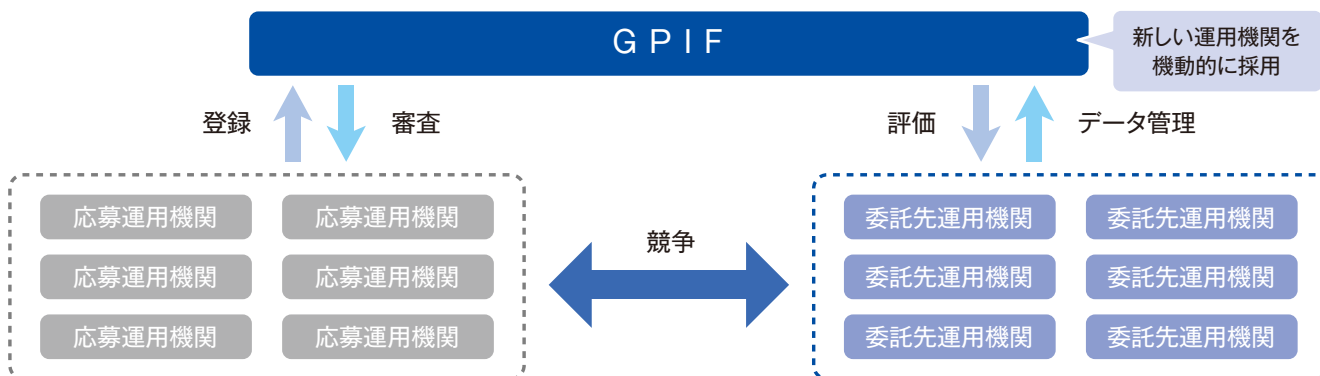 GPIF
新しい運用機関を
機動的に採用
登録
審査
評価
データ管理
応募運用機関
応募運用機関
応募運用機関
応募運用機関
応募運用機関
応募運用機関
競争
委託先運用機関
委託先運用機関
委託先運用機関
委託先運用機関
委託先運用機関
委託先運用機関